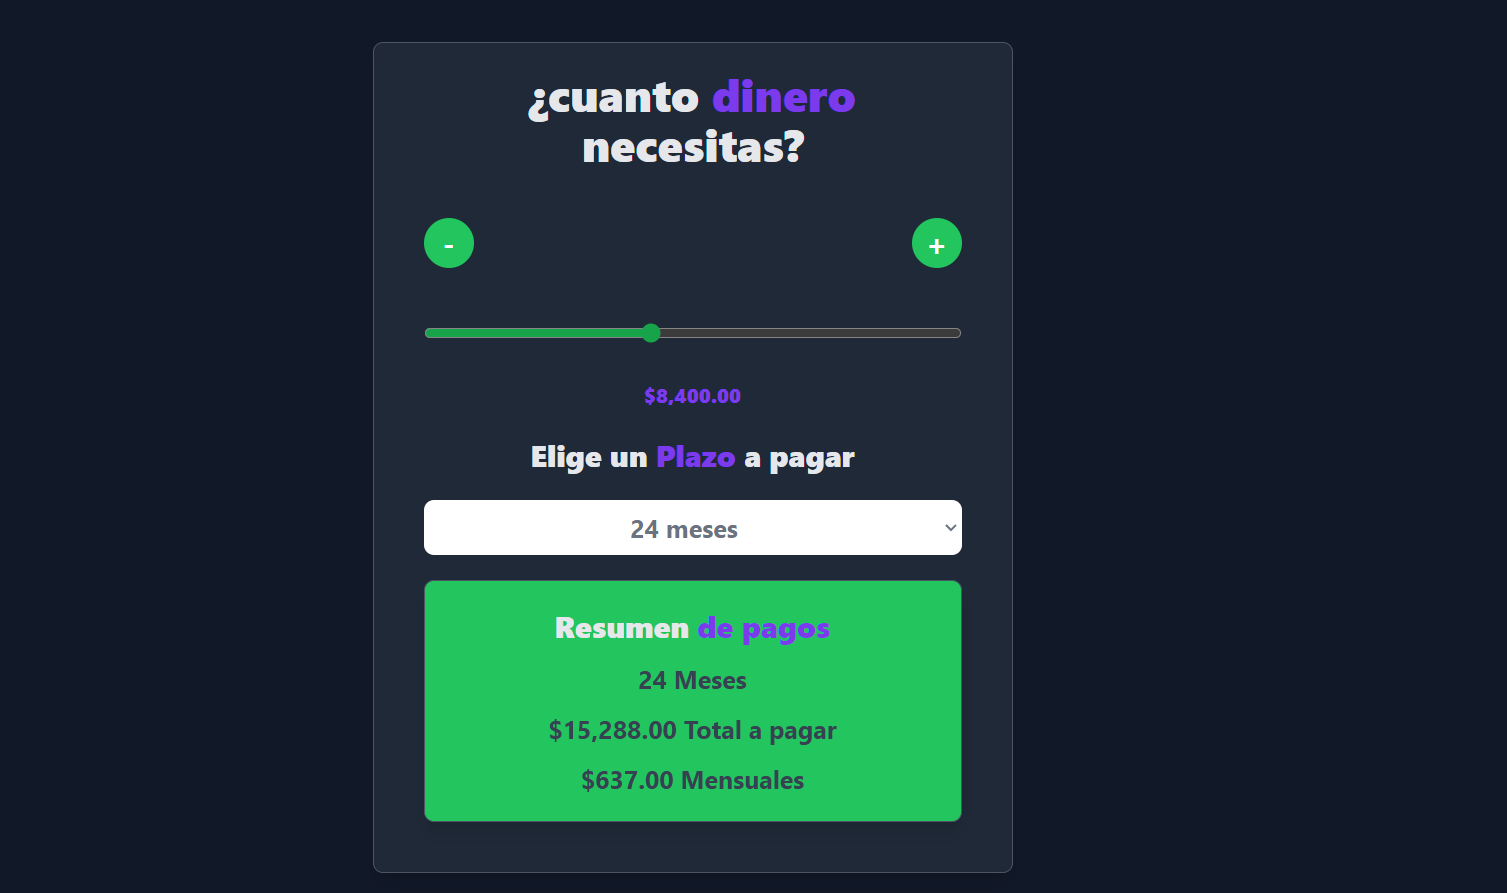 ¿cuanto dinero
necesitas?
- +
$8,400.00
Elige un Plazo a pagar
24 meses
Resumen de pagos
24 Meses
$15,288.00 Total a pagar
$637.00 Mensuales